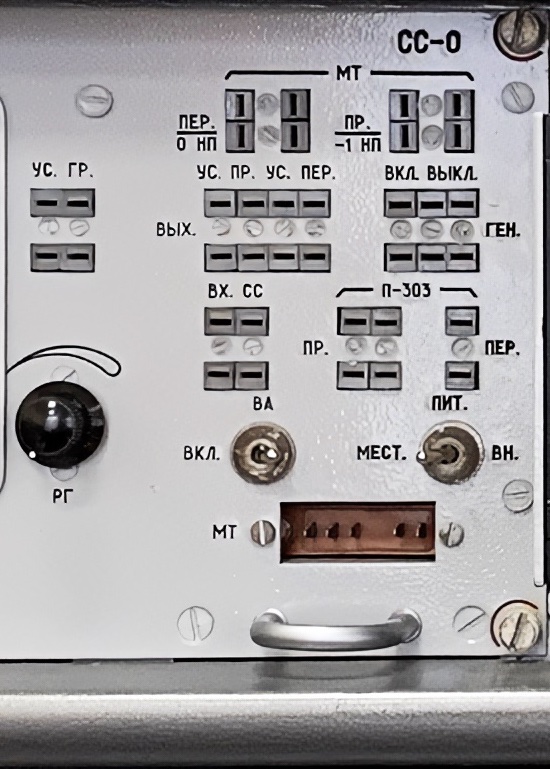 СС-0
МТ
ПЕР.
0 НП
ПР.
-1 НП
УС. ГР.
УС. ПР. УС. ПЕР.
ВКЛ. ВЫКЛ.
ВЫХ.
ГЕН.
ВХ. СС
П-303
ПР.
ПЕР.
ВА
ПИТ.
ВКЛ.
МЕСТ.
ВН.
РГ
МТ